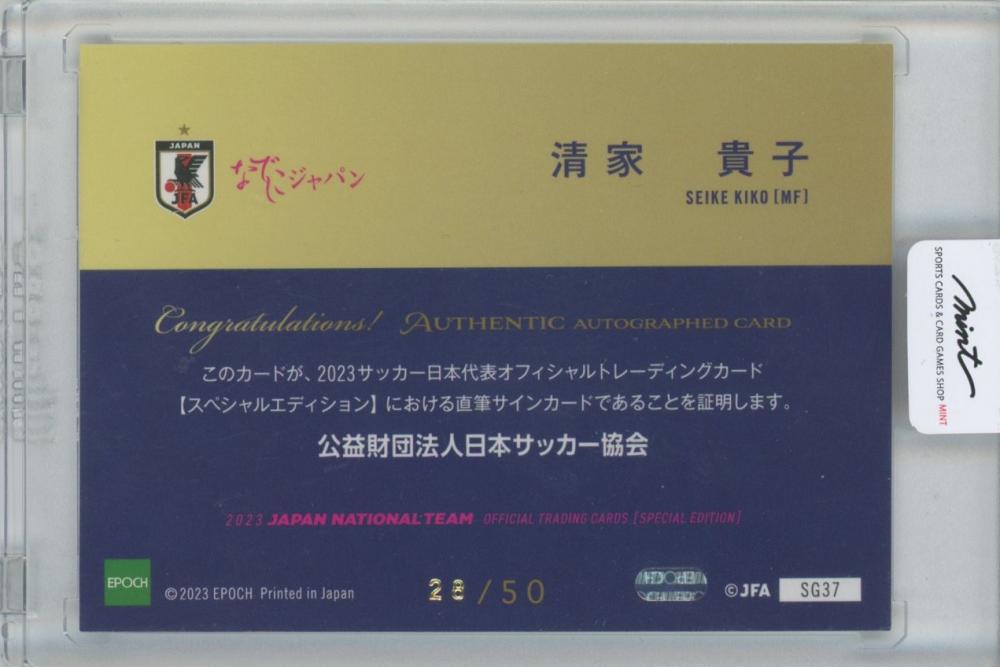 JAPAN
JFA
なでしこジャパン
清家 貴子
SEIKE KIKO [MF]
Congratulations! AUTHENTIC AUTOGRAPHED CARD
このカードが、2023サッカー日本代表オフィシャルトレーディングカード
【スペシャルエディション】における直筆サインカードであることを証明します。
公益財団法人日本サッカー協会
2023 JAPAN NATIONAL TEAM OFFICIAL TRADING CARDS [SPECIAL EDITION]
EPOCH
©2023 EPOCH Printed in Japan
28/50
©JFA
SG37
mint
SPORTS CARDS & CARD GAMES SHOP MINT